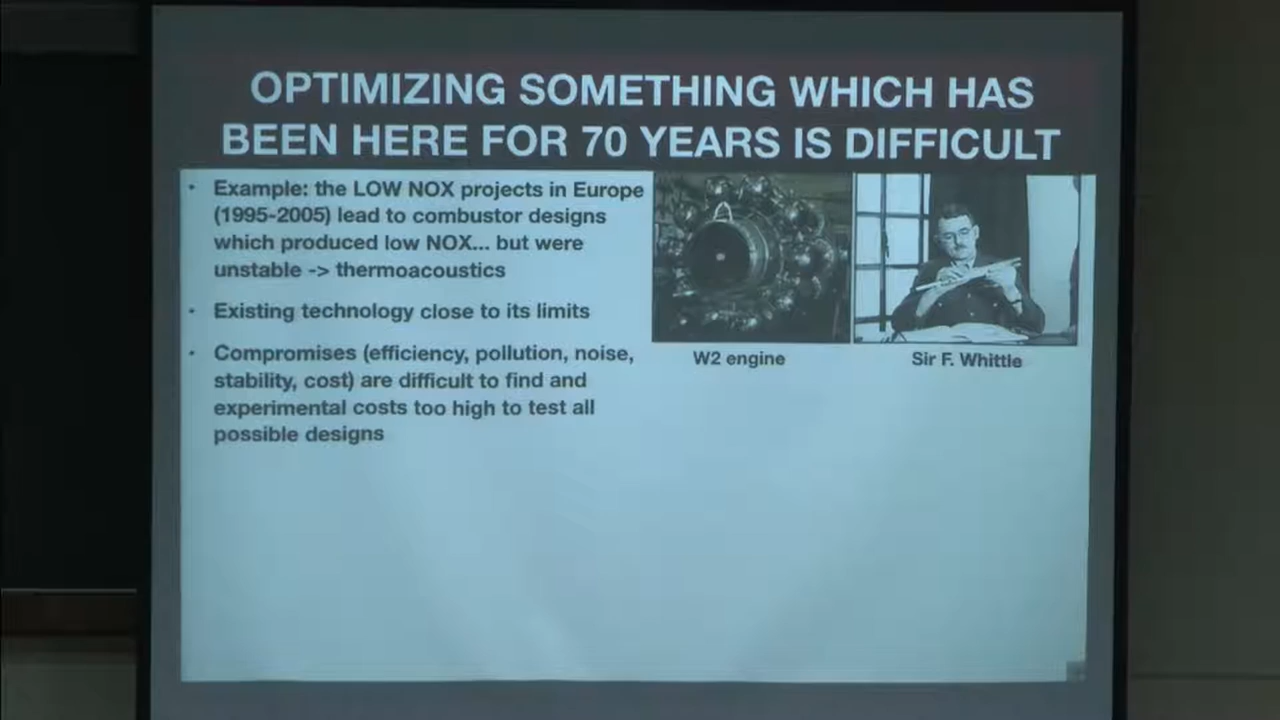 OPTIMIZING SOMETHING WHICH HAS
BEEN HERE FOR 70 YEARS IS DIFFICULT
• Example: the LOW NOX projects in Europe
(1995-2005) lead to combustor designs
which produced low NOX... but were
unstable -> thermoacoustics
• Existing technology close to its limits
• Compromises (efficiency, pollution, noise,
stability, cost) are difficult to find and
experimental costs too high to test all
possible designs
W2 engine
Sir F. Whittle